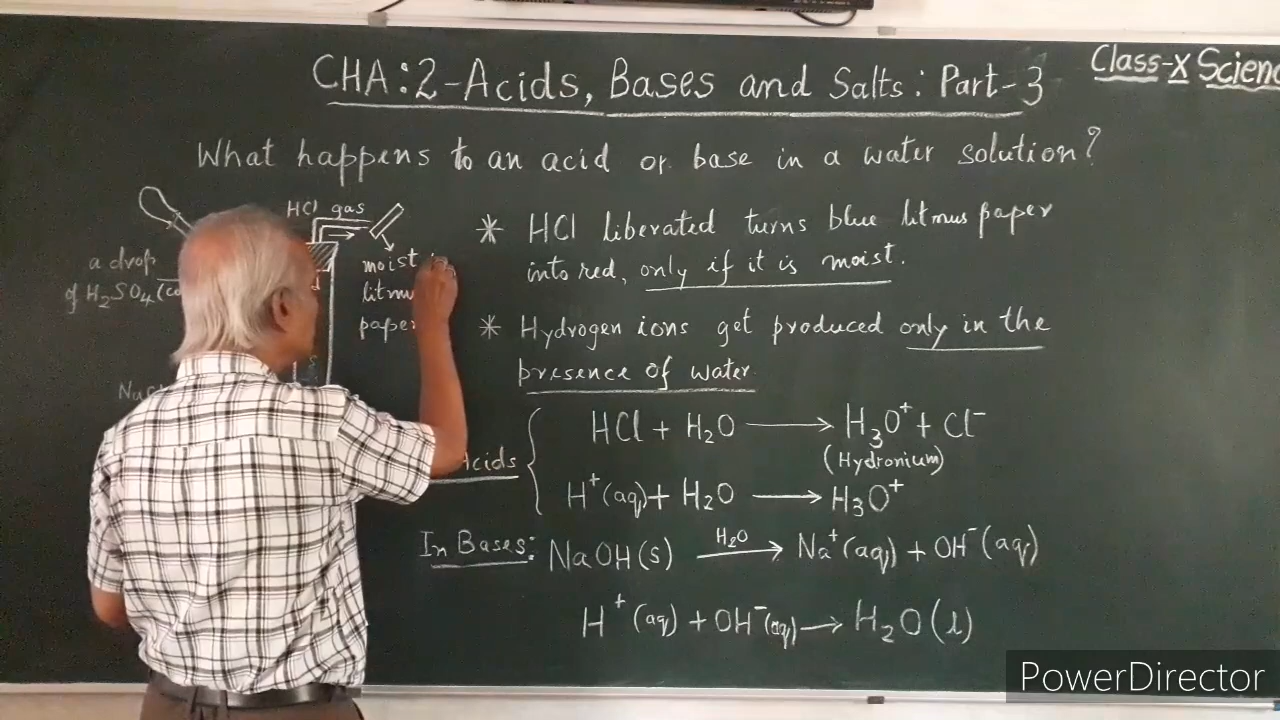 CHA:2-Acids, Bases and Salts: Part-3
Class-X
What happens to an acid or base in a water solution?
HCl gas
a drop
of H₂SO₄
moist
paper
* HCl liberated turns blue litmus paper
into red, only if it is moist.
* Hydrogen ions get produced only in the
presence of water
Acids
HCl + H₂O ⟶ H₃O⁺ + Cl⁻
(Hydronium)
H⁺(aq) + H₂O ⟶ H₃O⁺
In Bases: NaOH(s) H₂O⟶ Na⁺(aq) + OH⁻(aq)
H⁺(aq) + OH⁻(aq) ⟶ H₂O(l)
PowerDirector